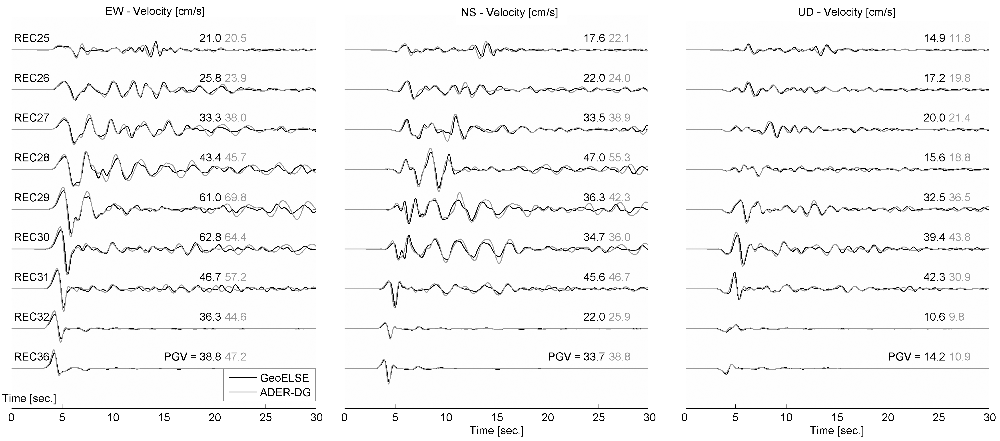 EW - Velocity [cm/s] NS - Velocity [cm/s] UD - Velocity [cm/s]
REC25 21.0 20.5 17.6 22.1 14.9 11.8
REC26 25.8 23.9 22.0 24.0 17.2 19.8
REC27 33.3 38.0 33.5 38.9 20.0 21.4
REC28 43.4 45.7 47.0 55.3 15.6 18.8
REC29 61.0 69.8 36.3 42.3 32.5 36.5
REC30 62.8 64.4 34.7 36.0 39.4 43.8
REC31 46.7 57.2 45.6 46.7 42.3 30.9
REC32 36.3 44.6 22.0 25.9 10.6 9.8
REC36 PGV = 38.8 47.2 PGV = 33.7 38.8 PGV = 14.2 10.9
GeoELSE
ADER-DG
Time [sec.]
0 5 10 15 20 25 30 0 5 10 15 20 25 30 0 5 10 15 20 25 30
Time [sec.] Time [sec.]